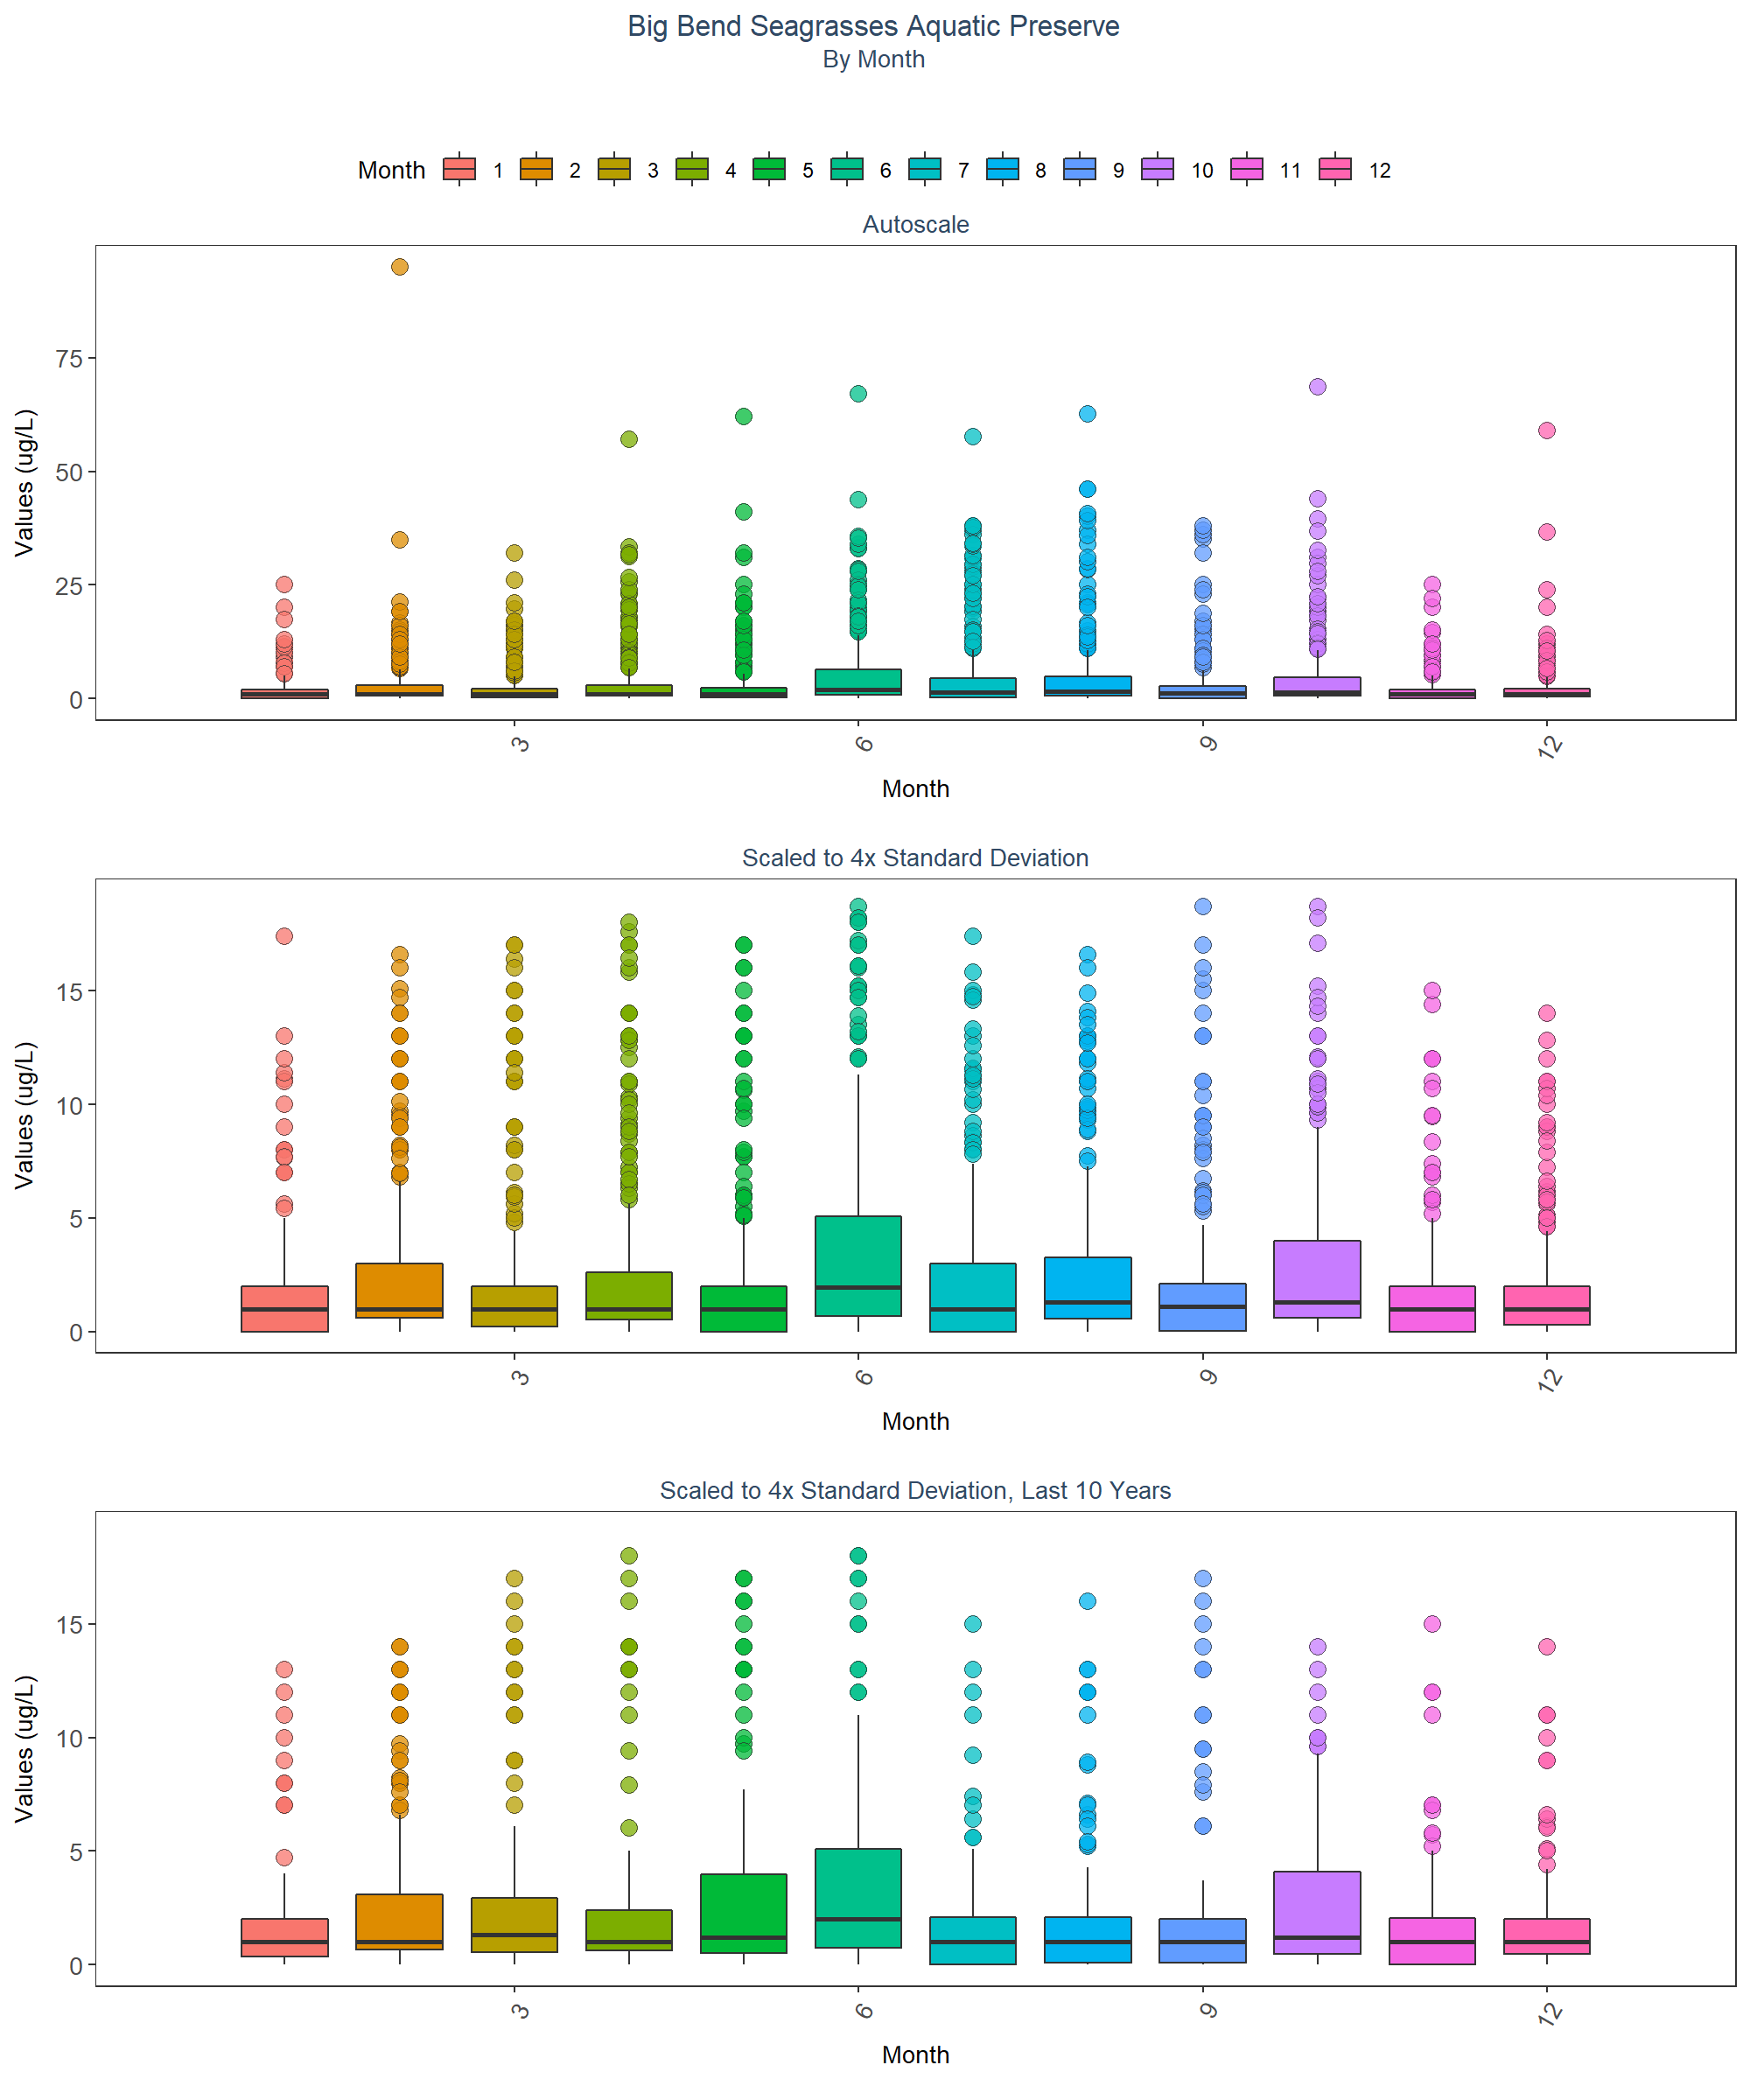 Big Bend Seagrasses Aquatic Preserve
By Month
Month 1 2 3 4 5 6 7 8 9 10 11 12
Autoscale
Values (ug/L)
75
50
25
0
3 6 9 12
Month
Scaled to 4x Standard Deviation
Values (ug/L)
15
10
5
0
3 6 9 12
Month
Scaled to 4x Standard Deviation, Last 10 Years
Values (ug/L)
15
10
5
0
3 6 9 12
Month